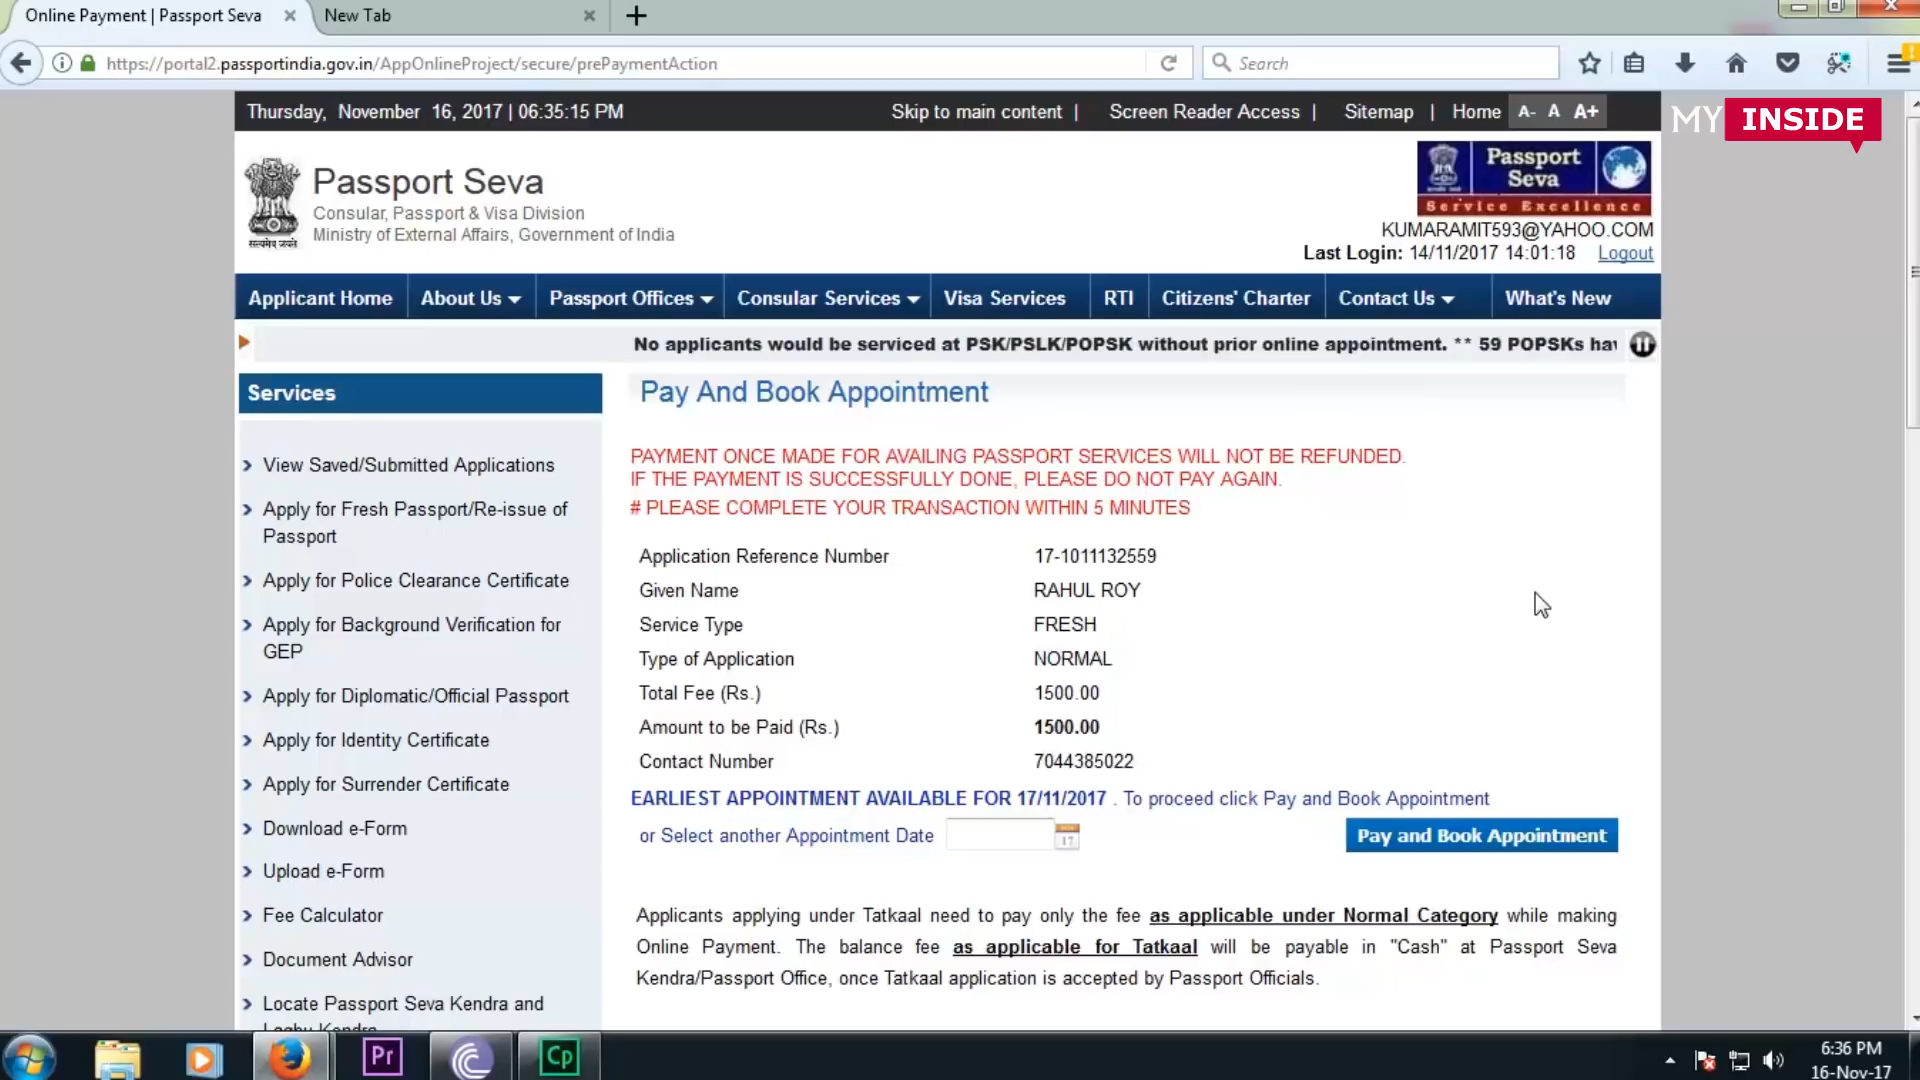 Online Payment | Passport Seva
New Tab
https://portal2.passportindia.gov.in/AppOnlineProject/secure/prePaymentAction
Search
Thursday, November 16, 2017 | 06:35:15 PM
Skip to main content | Screen Reader Access | Sitemap | Home A- A A+
MY INSIDE
Passport Seva
Consular, Passport & Visa Division
Ministry of External Affairs, Government of India
सत्यमेव जयते
Passport Seva
Service Excellence
KUMARAMIT593@YAHOO.COM
Last Login: 14/11/2017 14:01:18 Logout
Applicant Home About Us Passport Offices Consular Services Visa Services RTI Citizens' Charter Contact Us What's New
No applicants would be serviced at PSK/PSLK/POPSK without prior online appointment. ** 59 POPSKs hav
Services
View Saved/Submitted Applications
Apply for Fresh Passport/Re-issue of
Passport
Apply for Police Clearance Certificate
Apply for Background Verification for
GEP
Apply for Diplomatic/Official Passport
Apply for Identity Certificate
Apply for Surrender Certificate
Download e-Form
Upload e-Form
Fee Calculator
Document Advisor
Locate Passport Seva Kendra and
Laghu Kendra
Pay And Book Appointment
PAYMENT ONCE MADE FOR AVAILING PASSPORT SERVICES WILL NOT BE REFUNDED.
IF THE PAYMENT IS SUCCESSFULLY DONE, PLEASE DO NOT PAY AGAIN.
# PLEASE COMPLETE YOUR TRANSACTION WITHIN 5 MINUTES
Application Reference Number 17-1011132559
Given Name RAHUL ROY
Service Type FRESH
Type of Application NORMAL
Total Fee (Rs.) 1500.00
Amount to be Paid (Rs.) 1500.00
Contact Number 7044385022
EARLIEST APPOINTMENT AVAILABLE FOR 17/11/2017 . To proceed click Pay and Book Appointment
or Select another Appointment Date 17 Pay and Book Appointment
Applicants applying under Tatkaal need to pay only the fee as applicable under Normal Category while making
Online Payment. The balance fee as applicable for Tatkaal will be payable in "Cash" at Passport Seva
Kendra/Passport Office, once Tatkaal application is accepted by Passport Officials.
Pr
Cp
6:36 PM
16-Nov-17